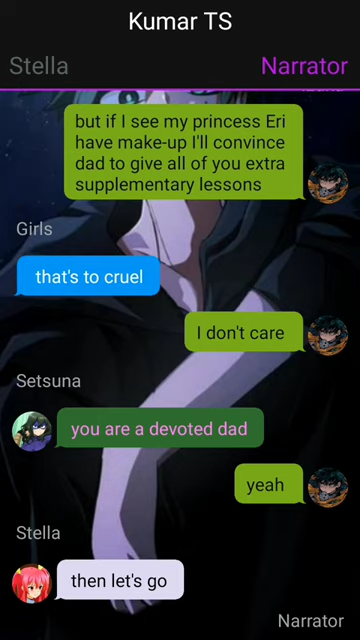 Kumar TS
Stella
Narrator
but if I see my princess Eri
have make-up I'll convince
dad to give all of you extra
supplementary lessons
Girls
that's to cruel
I don't care
Setsuna
you are a devoted dad
yeah
Stella
then let's go
Narrator